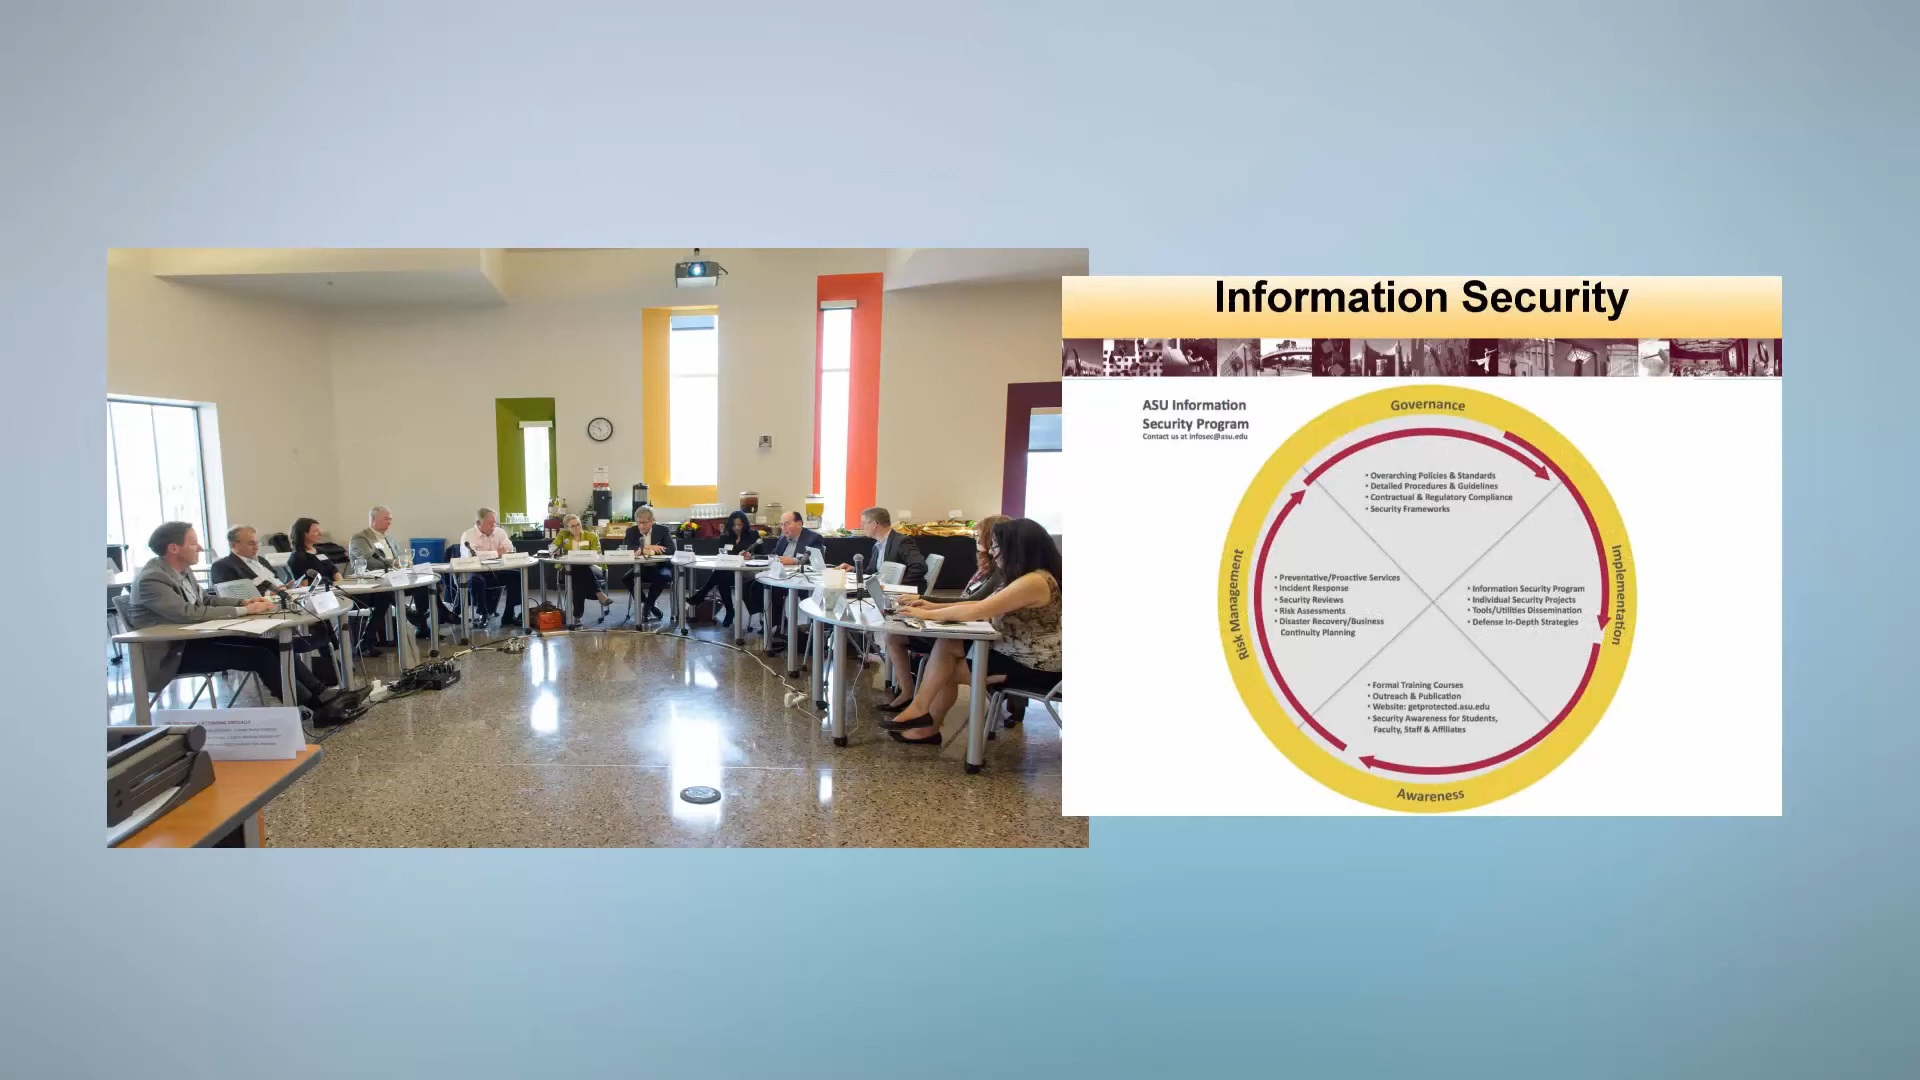 Information Security
ASU Information
Security Program
Contact us at infosec@asu.edu
Governance
• Overarching Policies & Standards
• Detailed Procedures & Guidelines
• Contractual & Regulatory Compliance
• Security Frameworks
Risk Management
• Preventative/Proactive Services
• Incident Response
• Security Reviews
• Risk Assessments
• Disaster Recovery/Business
Continuity Planning
Implementation
• Information Security Program
• Individual Security Projects
• Tools/Utilities Dissemination
• Defense In-Depth Strategies
• Formal Training Courses
• Outreach & Publication
• Website: getprotected.asu.edu
• Security Awareness for Students,
Faculty, Staff & Affiliates
Awareness